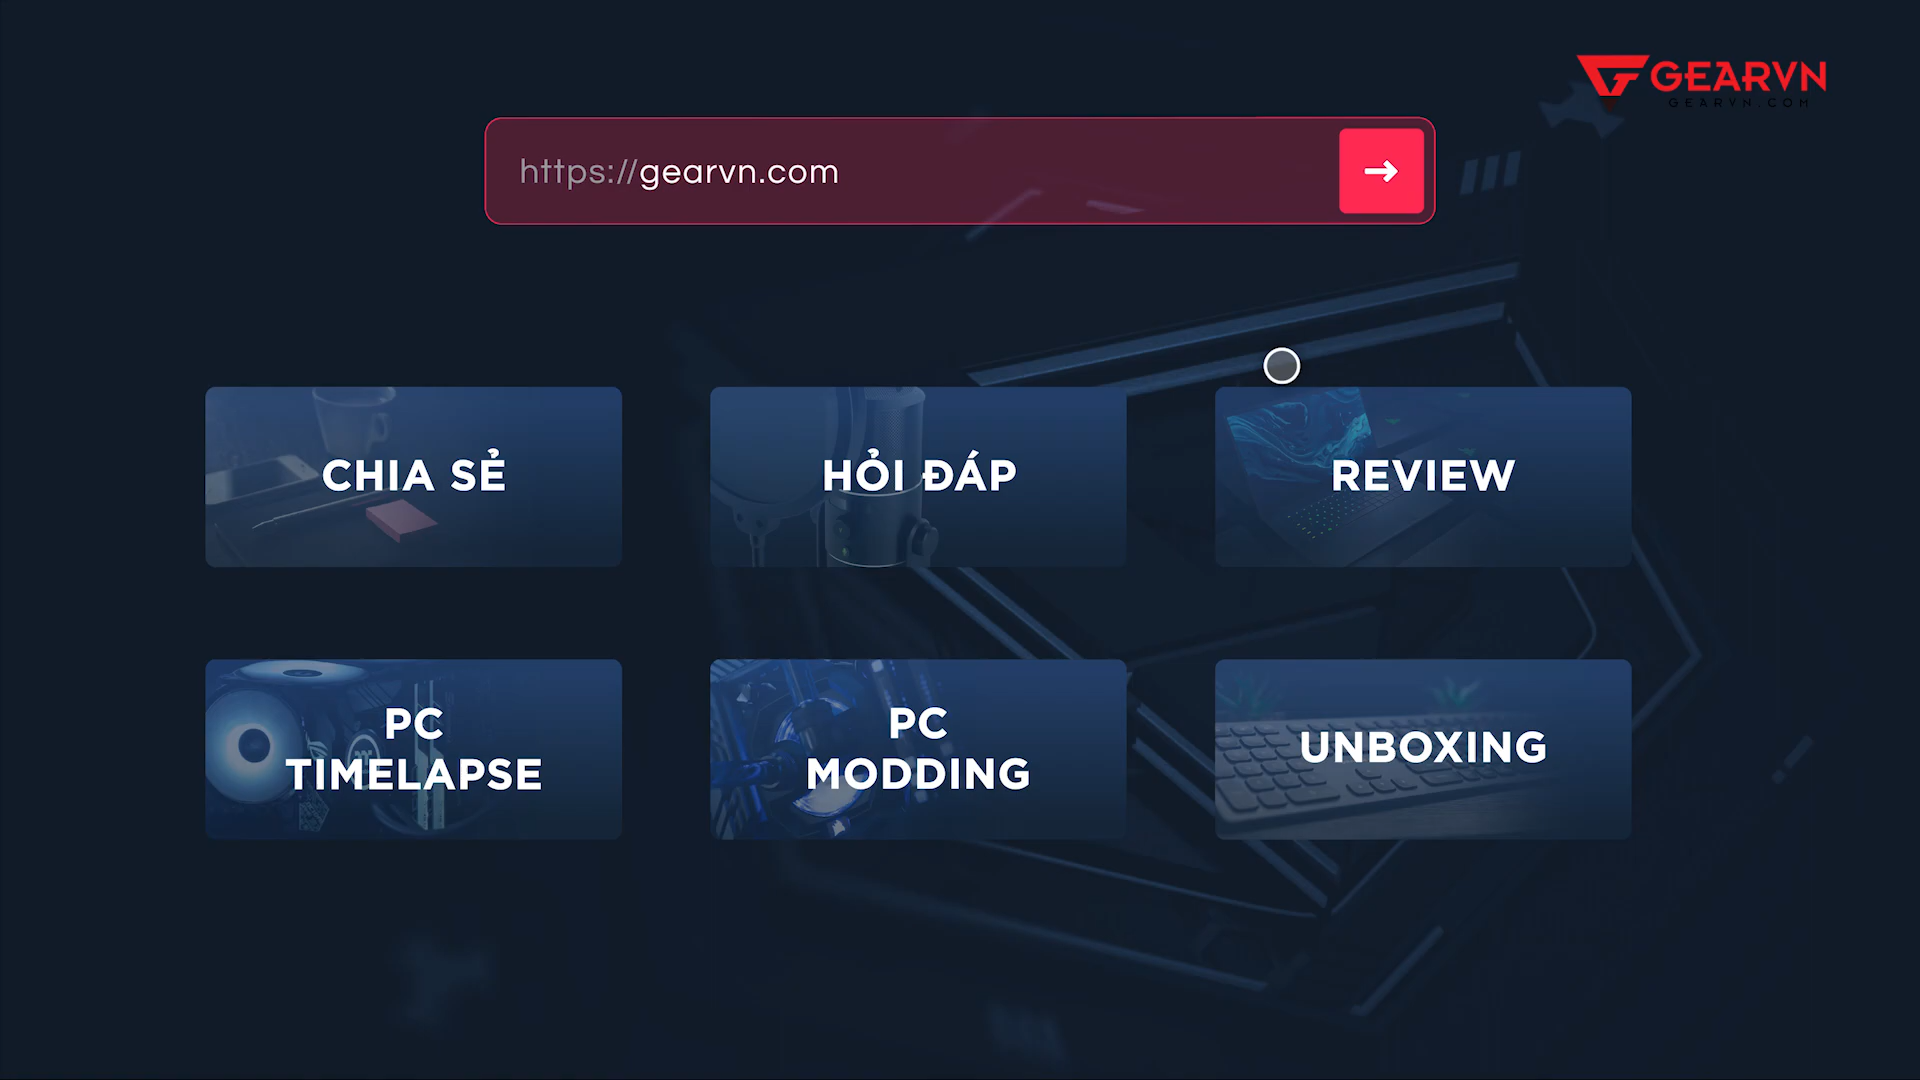 GEARVN
GEARVN.COM
https://gearvn.com
CHIA SẺ
HỎI ĐÁP
REVIEW
PC
TIMELAPSE
PC
MODDING
UNBOXING